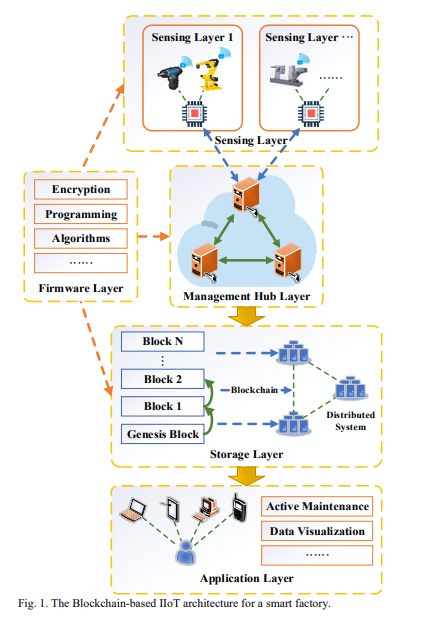 Sensing Layer 1
Sensing Layer ···
······
Sensing Layer
Encryption
Programming
Algorithms
······
Firmware Layer
Management Hub Layer
Block N
⋮
Block 2
Block 1
Genesis Block
Blockchain
Distributed
System
Storage Layer
Active Maintenance
Data Visualization
······
Application Layer
Fig. 1. The Blockchain-based IIoT architecture for a smart factory.